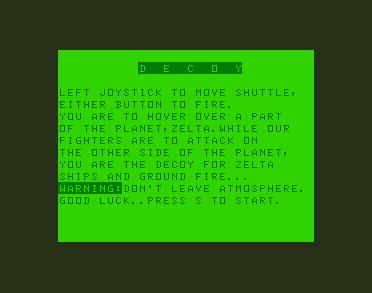 D E C O Y
LEFT JOYSTICK TO MOVE SHUTTLE,
EITHER BUTTON TO FIRE.
YOU ARE TO HOVER OVER A PART
OF THE PLANET,ZELTA.WHILE OUR
FIGHTERS ARE TO ATTACK ON
THE OTHER SIDE OF THE PLANET,
YOU ARE THE DECOY FOR ZELTA
SHIPS AND GROUND FIRE...
WARNING:DON'T LEAVE ATMOSPHERE.
GOOD LUCK..PRESS S TO START.